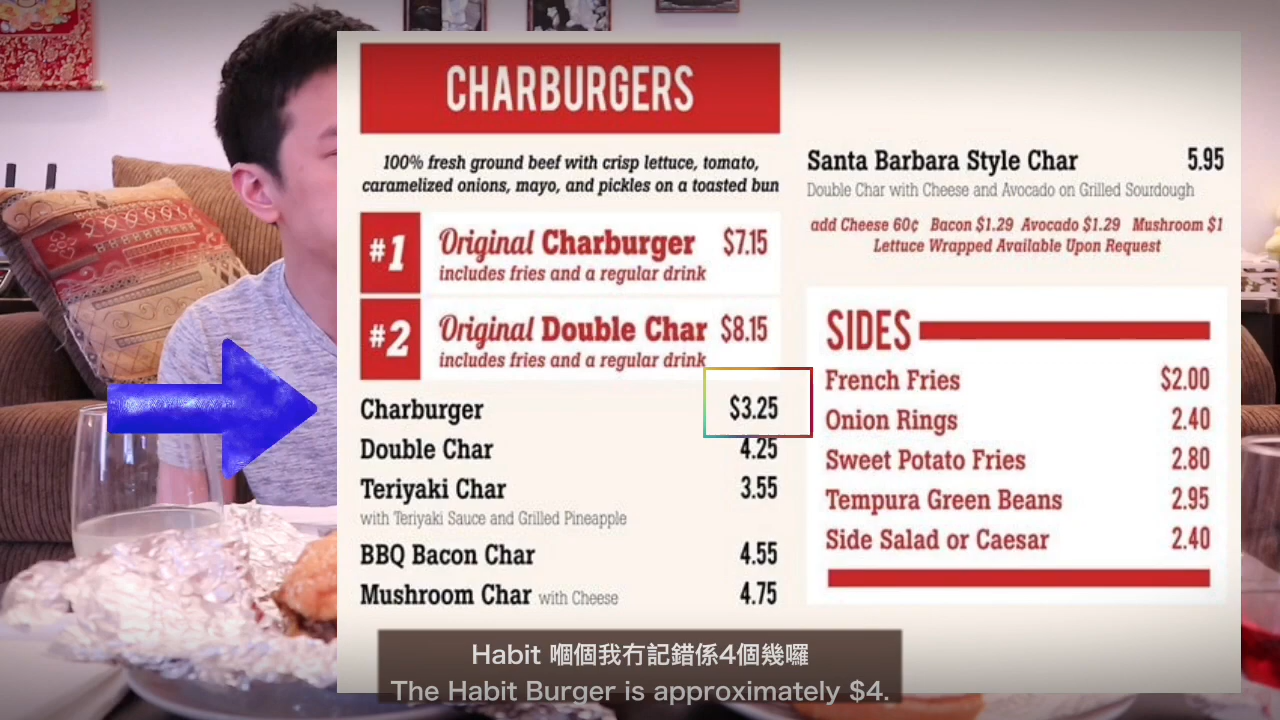 CHARBURGERS
100% fresh ground beef with crisp lettuce, tomato,
caramelized onions, mayo, and pickles on a toasted bun
#1 Original Charburger $7.15
includes fries and a regular drink
#2 Original Double Char $8.15
includes fries and a regular drink
Charburger $3.25
Double Char 4.25
Teriyaki Char 3.55
with Teriyaki Sauce and Grilled Pineapple
BBQ Bacon Char 4.55
Mushroom Char with Cheese 4.75
Santa Barbara Style Char 5.95
Double Char with Cheese and Avocado on Grilled Sourdough
add Cheese 60¢ Bacon $1.29 Avocado $1.29 Mushroom $1
Lettuce Wrapped Available Upon Request
SIDES
French Fries $2.00
Onion Rings 2.40
Sweet Potato Fries 2.80
Tempura Green Beans 2.95
Side Salad or Caesar 2.40
Habit 嗰個我冇記錯係4個幾囉
The Habit Burger is approximately $4.